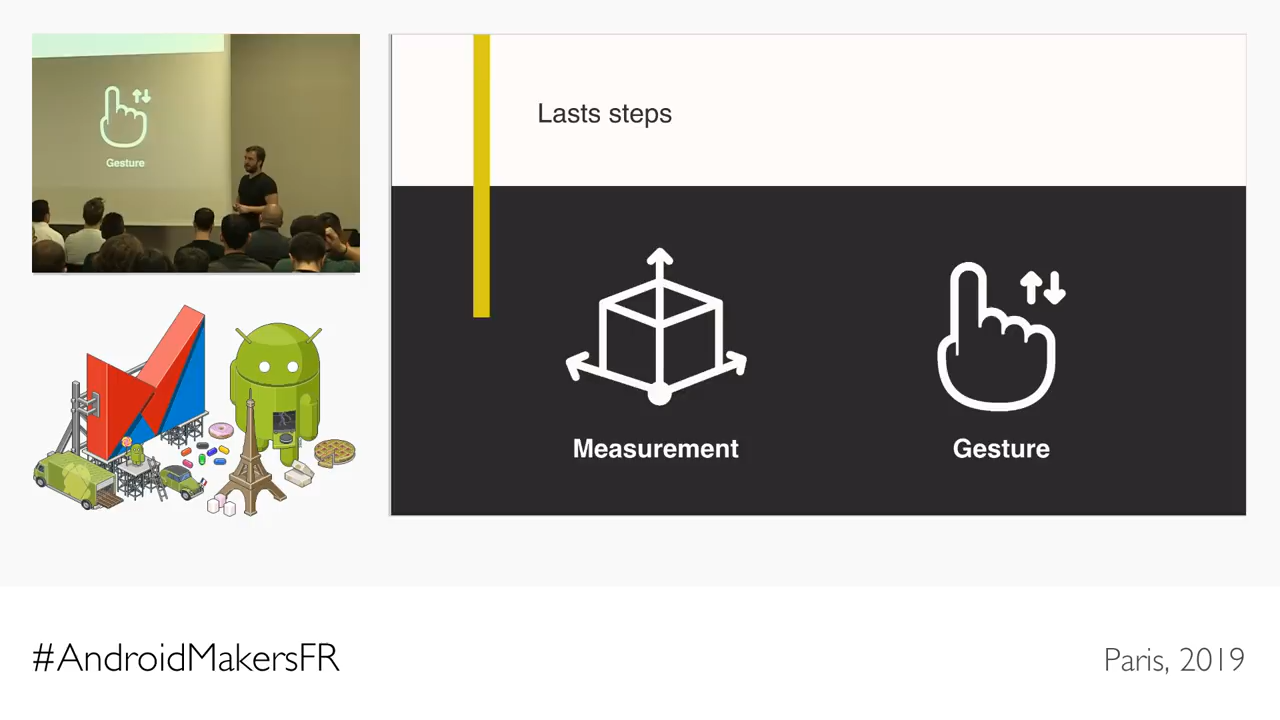 Gesture
Lasts steps
Measurement
Gesture
#AndroidMakersFR
Paris, 2019